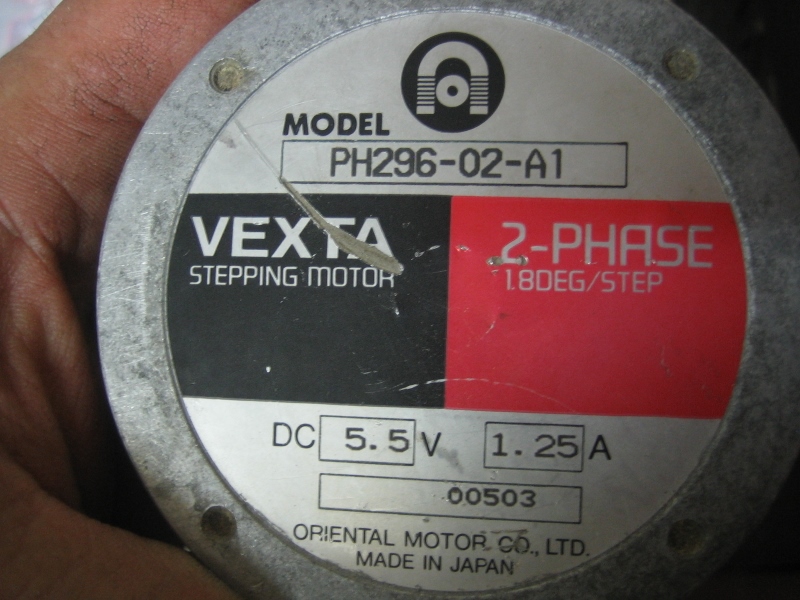 MODEL
PH296-02-A1
VEXTA
STEPPING MOTOR
2-PHASE
1.8DEG/STEP
DC 5.5 V 1.25 A
00503
ORIENTAL MOTOR CO., LTD.
MADE IN JAPAN